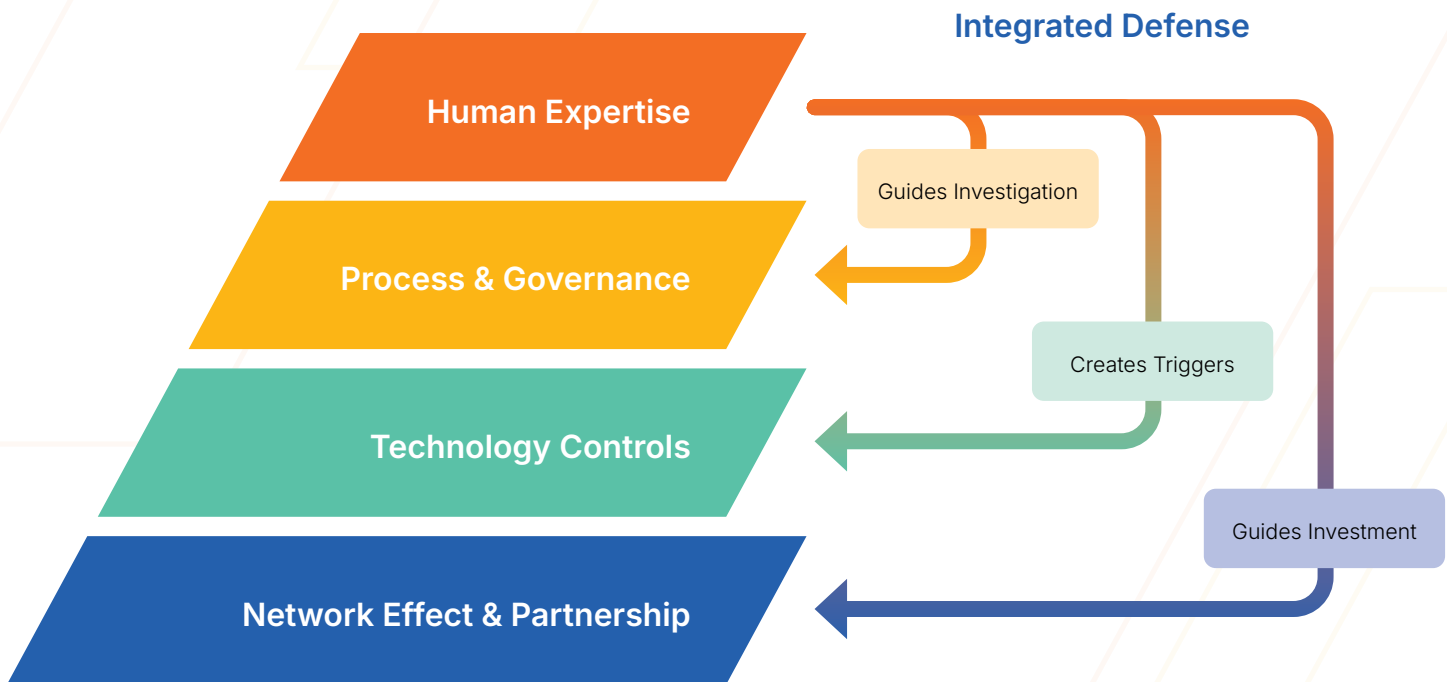 Integrated Defense
Human Expertise
Guides Investigation
Process & Governance
Creates Triggers
Technology Controls
Guides Investment
Network Effect & Partnership